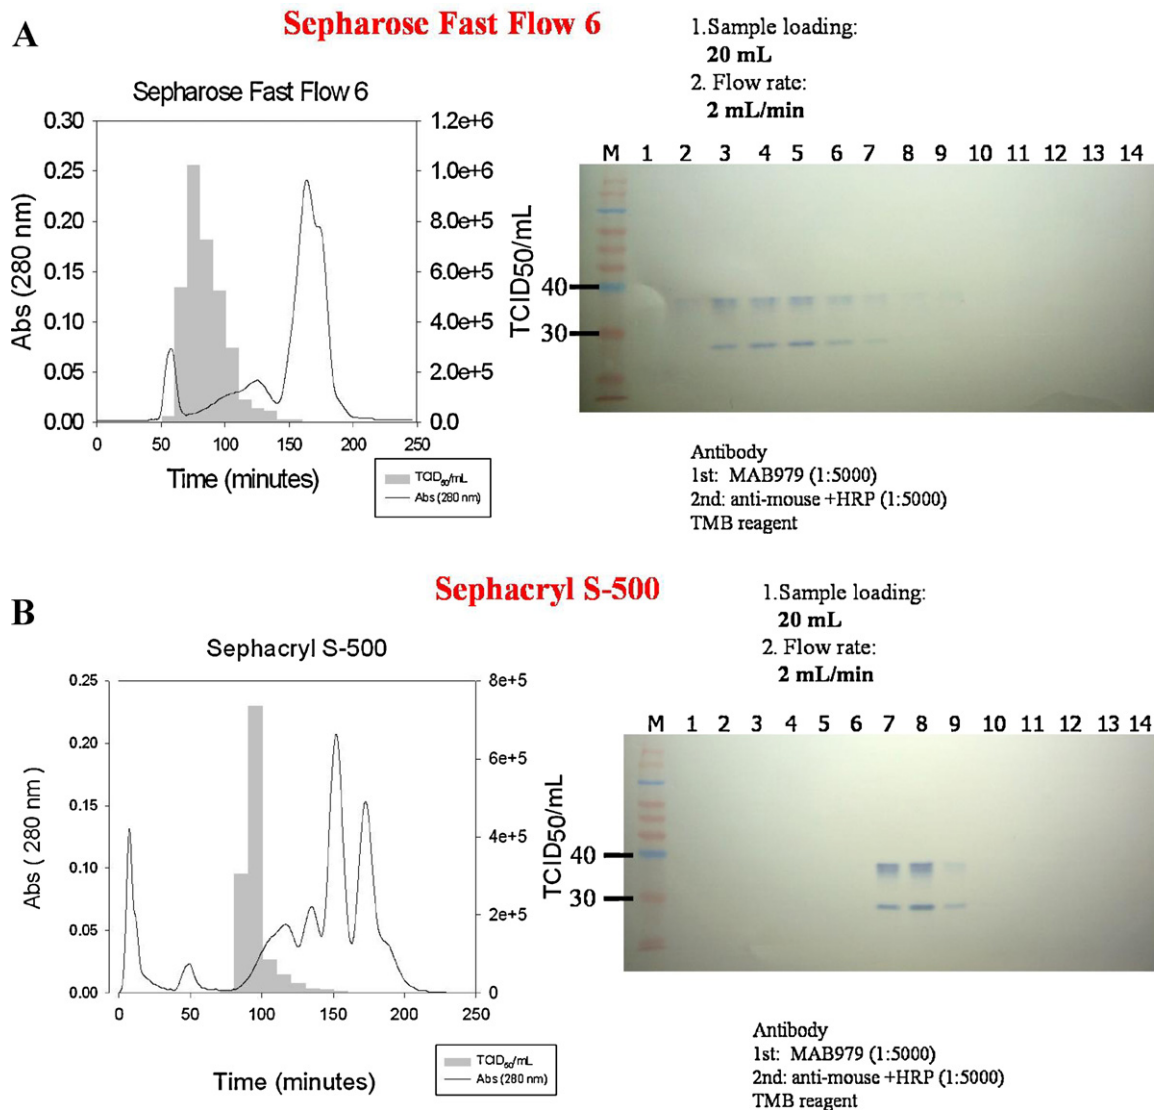 A
Sepharose Fast Flow 6
1.Sample loading:
20 mL
2. Flow rate:
2 mL/min
Sepharose Fast Flow 6
0.30
0.25
0.20
0.15
0.10
0.05
0.00
Abs (280 nm)
1.2e+6
1.0e+6
8.0e+5
6.0e+5
4.0e+5
2.0e+5
0.0
TCID50/mL
0 50 100 150 200 250
Time (minutes)
TCID50/mL
Abs (280 nm)
M 1 2 3 4 5 6 7 8 9 10 11 12 13 14
40
30
Antibody
1st: MAB979 (1:5000)
2nd: anti-mouse +HRP (1:5000)
TMB reagent
B
Sephacryl S-500
1.Sample loading:
20 mL
2. Flow rate:
2 mL/min
Sephacryl S-500
0.25
0.20
0.15
0.10
0.05
0.00
Abs ( 280 nm )
8e+5
6e+5
4e+5
2e+5
0
TCID50/mL
0 50 100 150 200 250
Time (minutes)
TCID50/mL
Abs (280 nm)
M 1 2 3 4 5 6 7 8 9 10 11 12 13 14
40
30
Antibody
1st: MAB979 (1:5000)
2nd: anti-mouse +HRP (1:5000)
TMB reagent